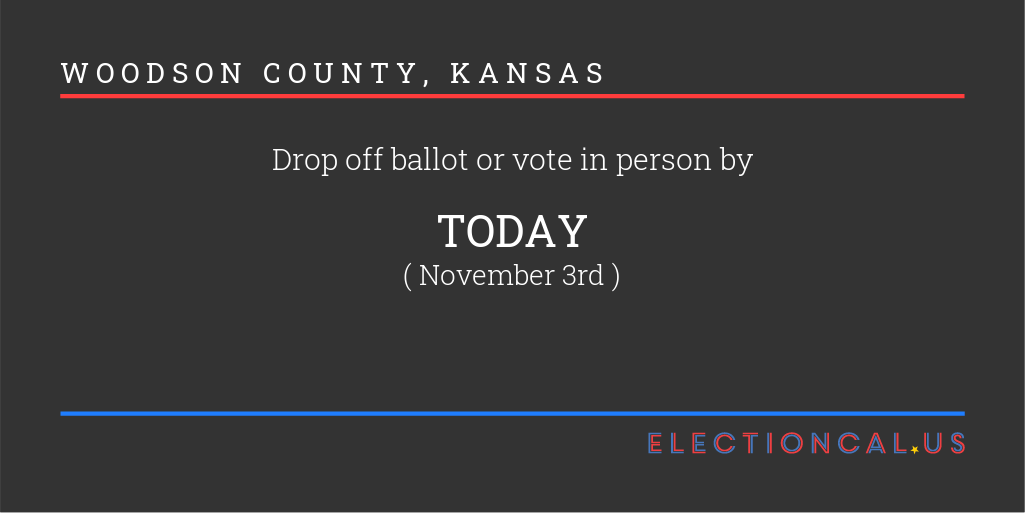 WOODSON COUNTY, KANSAS
Drop off ballot or vote in person by
TODAY
( November 3rd )
ELECTIONCAL.US